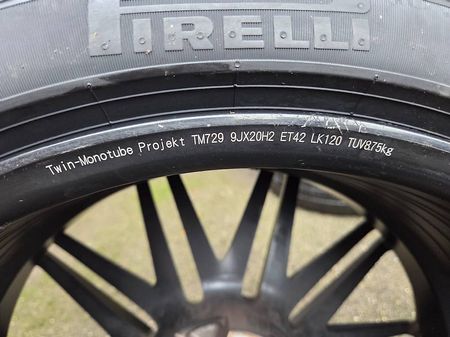 PIRELLI
Twin-Monotube Projekt TM729 9JX20H2 ET42 LK120 TUV875kg